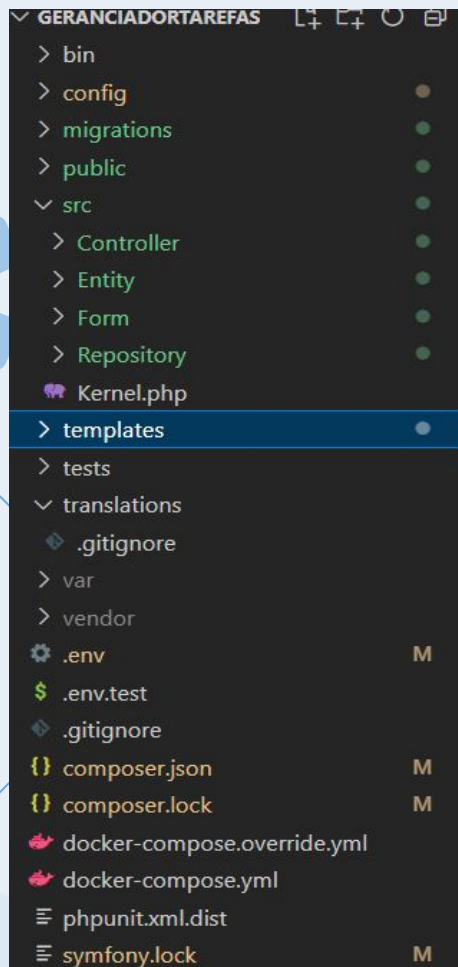 GERANCIADORTAREFAS
bin
config
migrations
public
src
Controller
Entity
Form
Repository
Kernel.php
templates
tests
translations
.gitignore
var
vendor
.env M
$ .env.test
.gitignore
{} composer.json M
{} composer.lock M
docker-compose.override.yml
docker-compose.yml
phpunit.xml.dist
symfony.lock M